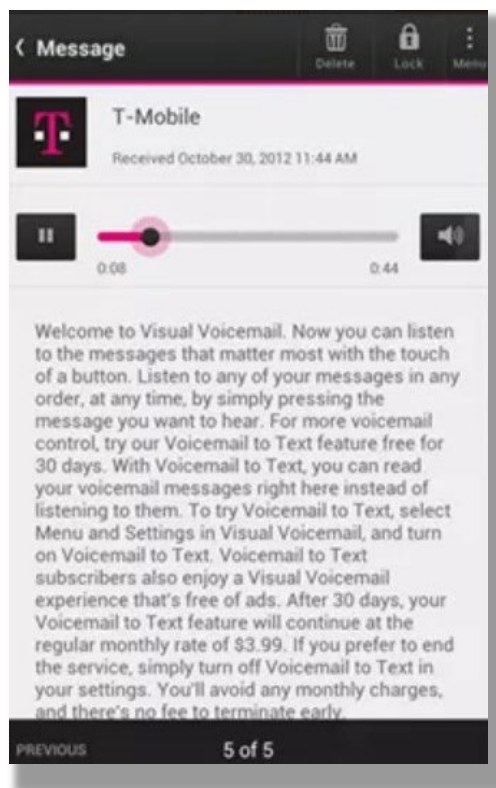 Message
Delete
Lock
Menu
T
T-Mobile
Received October 30, 2012 11:44 AM
0:08
0:44
Welcome to Visual Voicemail. Now you can listen
to the messages that matter most with the touch
of a button. Listen to any of your messages in any
order, at any time, by simply pressing the
message you want to hear. For more voicemail
control, try our Voicemail to Text feature free for
30 days. With Voicemail to Text, you can read
your voicemail messages right here instead of
listening to them. To try Voicemail to Text, select
Menu and Settings in Visual Voicemail, and turn
on Voicemail to Text. Voicemail to Text
subscribers also enjoy a Visual Voicemail
experience that's free of ads. After 30 days, your
Voicemail to Text feature will continue at the
regular monthly rate of $3.99. If you prefer to end
the service, simply turn off Voicemail to Text in
your settings. You'll avoid any monthly charges,
and there's no fee to terminate early.
PREVIOUS
5 of 5